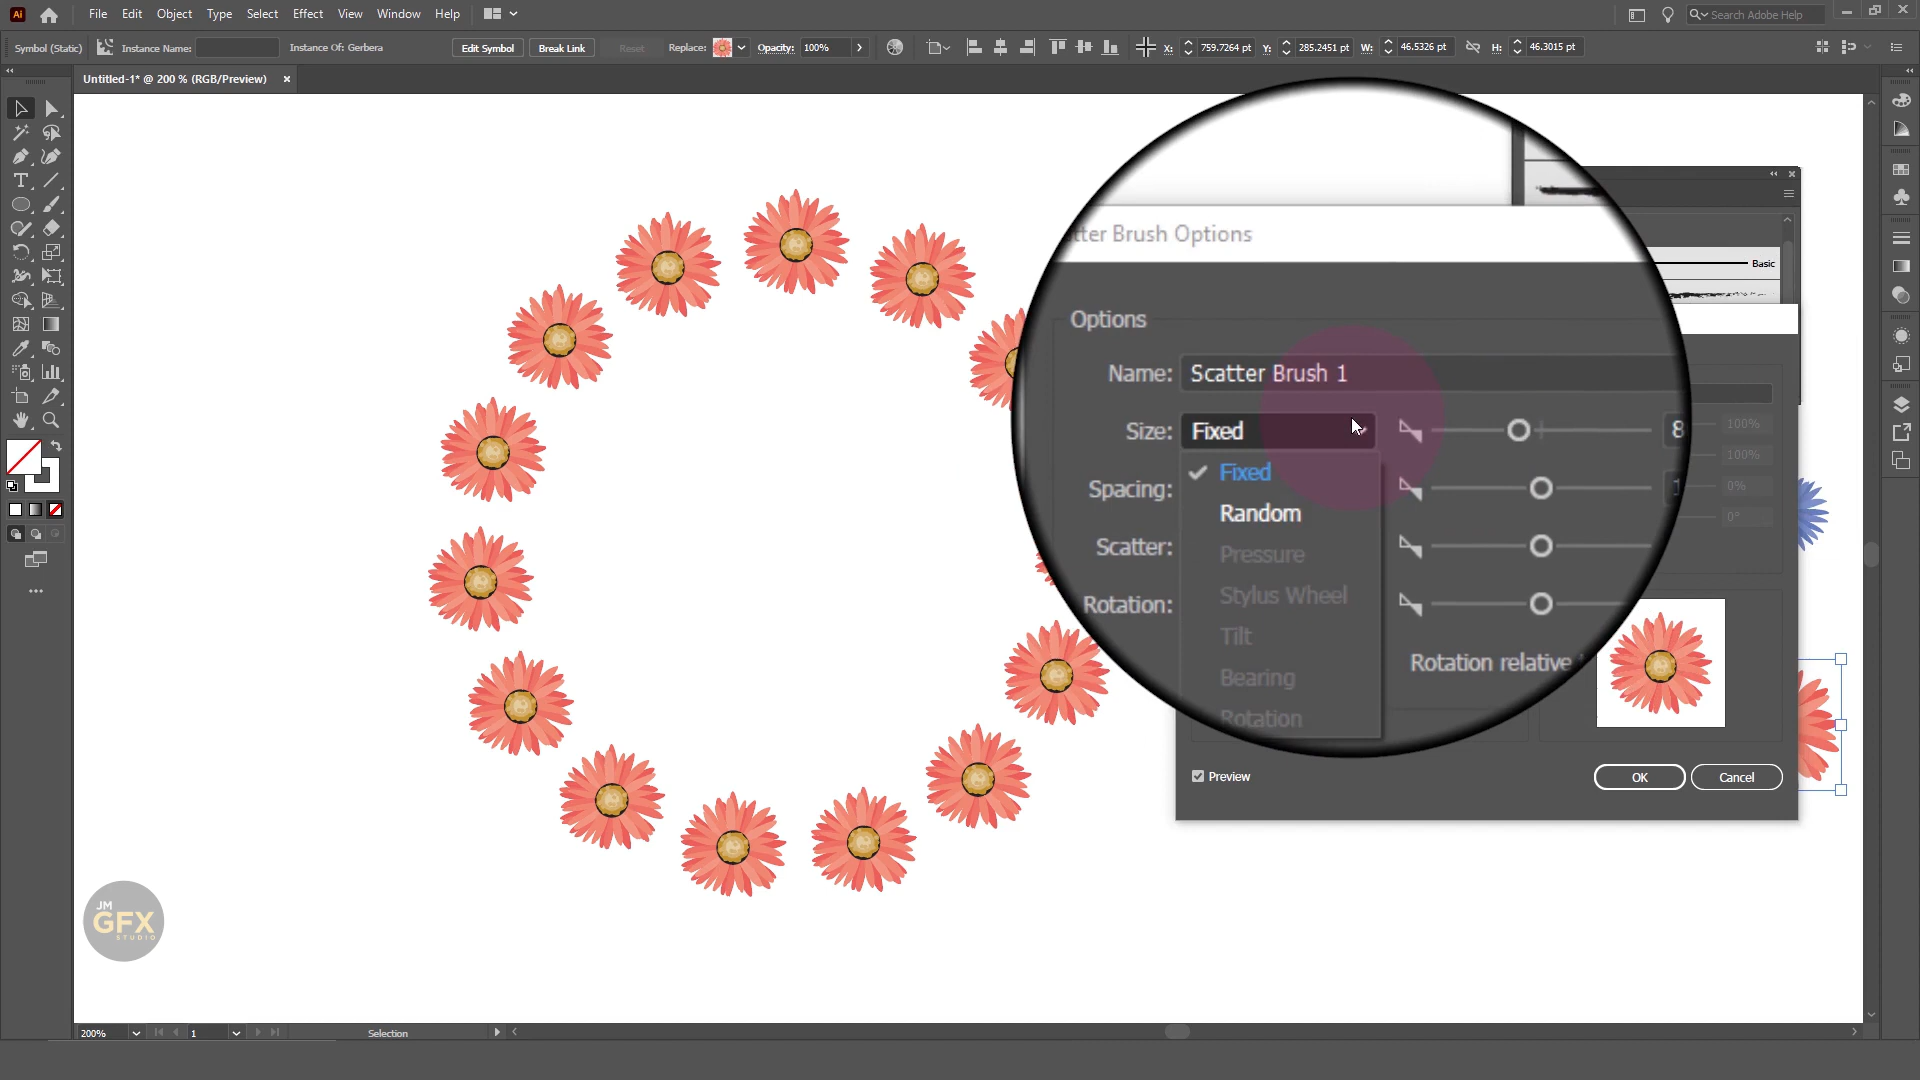 Ai File Edit Object Type Select Effect View Window Help Search Adobe Help
Symbol (Static) Instance Name: Instance Of: Gerbera Edit Symbol Break Link Reset Replace: Opacity: 100% X: 759.7264 pt Y: 285.2451 pt W: 46.5326 pt H: 46.3015 pt
Untitled-1* @ 200 % (RGB/Preview)
tter Brush Options
Basic
Options
Name: Scatter Brush 1
Size: Fixed 8 100%
Fixed
100%
Spacing: 1 0%
Random
0°
Scatter:
Pressure
Stylus Wheel
Rotation:
Tilt
Rotation relative
Bearing
Rotation
Preview OK Cancel
JM
GFX
STUDIO
200% 1 Selection